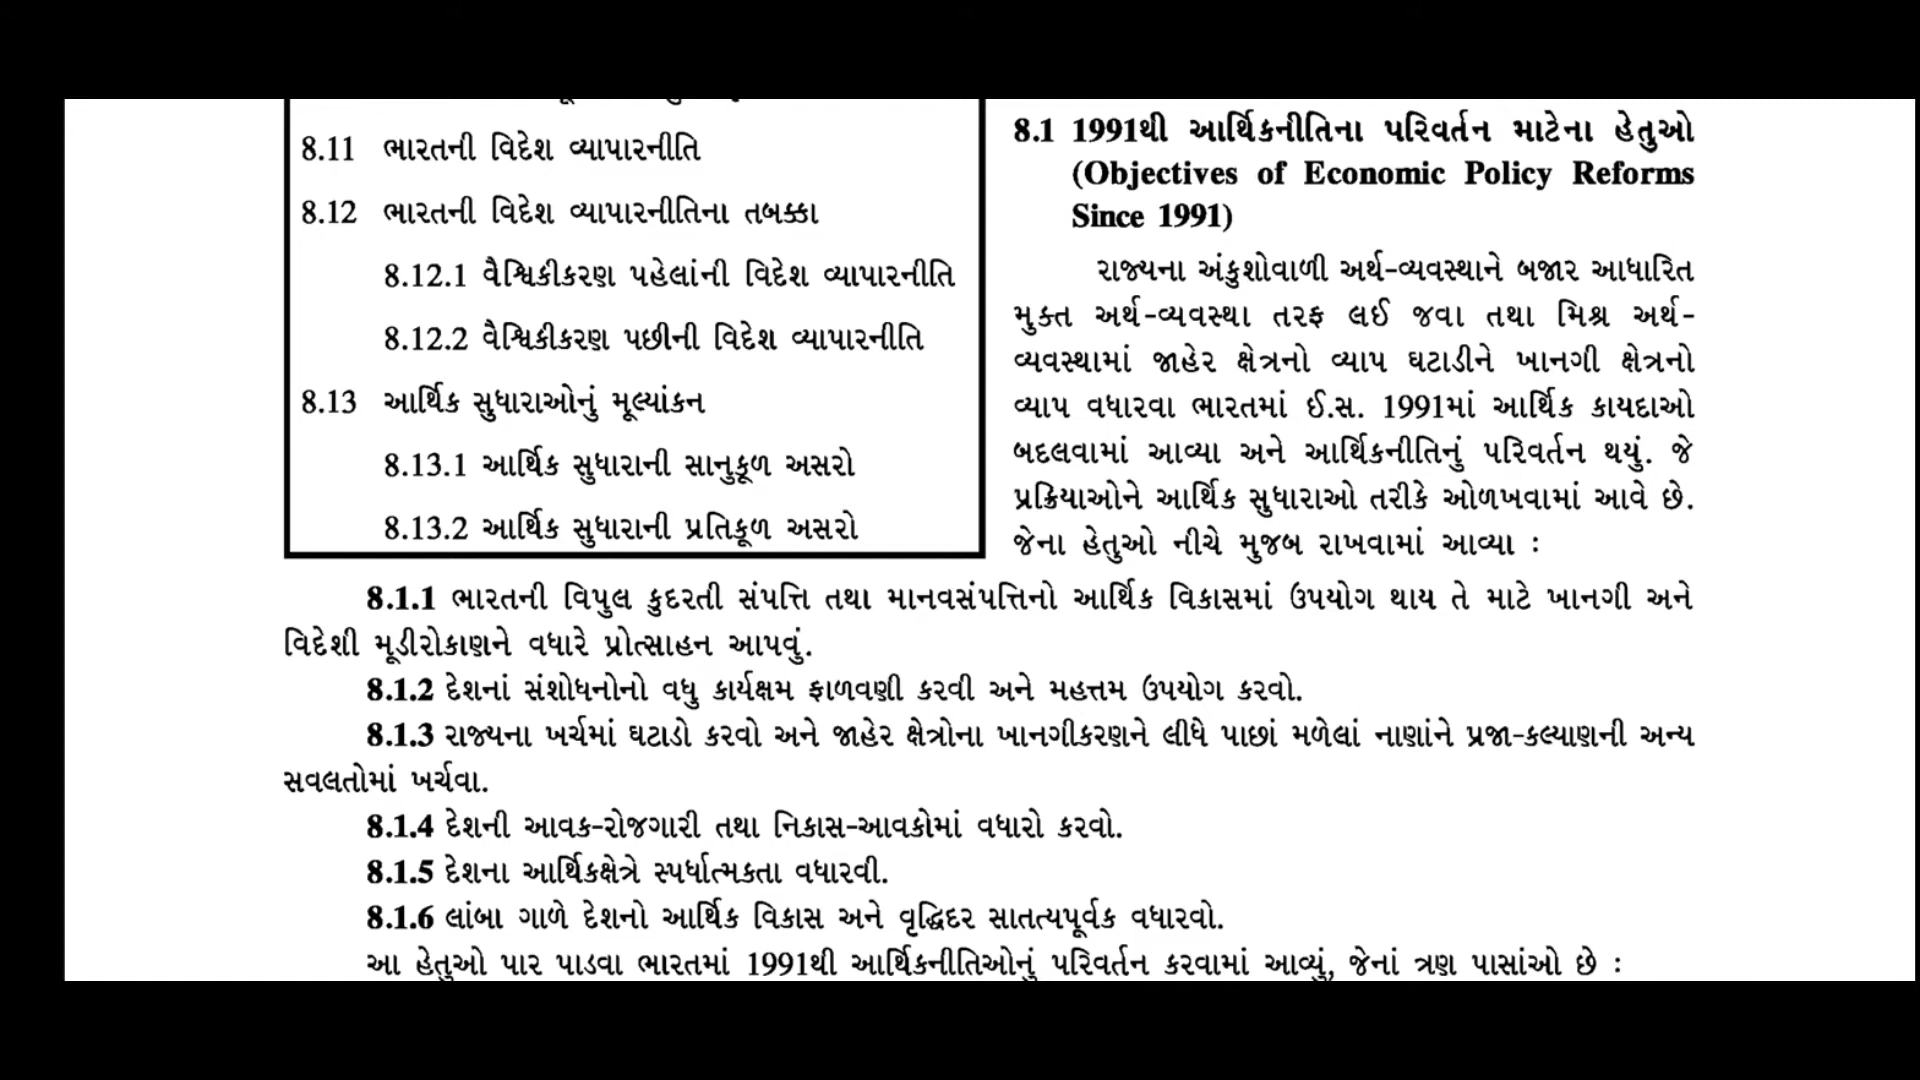 8.11 ભારતની વિદેશ વ્યાપારનીતિ
8.12 ભારતની વિદેશ વ્યાપારનીતિના તબક્કા
8.12.1 વૈશ્વિકીકરણ પહેલાંની વિદેશ વ્યાપારનીતિ
8.12.2 વૈશ્વિકીકરણ પછીની વિદેશ વ્યાપારનીતિ
8.13 આર્થિક સુધારાઓનું મૂલ્યાંકન
8.13.1 આર્થિક સુધારાની સાનુકૂળ અસરો
8.13.2 આર્થિક સુધારાની પ્રતિકૂળ અસરો
8.1 1991થી આર્થિકનીતિના પરિવર્તન માટેના હેતુઓ
(Objectives of Economic Policy Reforms
Since 1991)
રાજ્યના અંકુશોવાળી અર્થ-વ્યવસ્થાને બજાર આધારિત
મુક્ત અર્થ-વ્યવસ્થા તરફ લઈ જવા તથા મિશ્ર અર્થ-
વ્યવસ્થામાં જાહેર ક્ષેત્રનો વ્યાપ ઘટાડીને ખાનગી ક્ષેત્રનો
વ્યાપ વધારવા ભારતમાં ઈ.સ. 1991માં આર્થિક કાયદાઓ
બદલવામાં આવ્યા અને આર્થિકનીતિનું પરિવર્તન થયું. જે
પ્રક્રિયાઓને આર્થિક સુધારાઓ તરીકે ઓળખવામાં આવે છે.
જેના હેતુઓ નીચે મુજબ રાખવામાં આવ્યા :
8.1.1 ભારતની વિપુલ કુદરતી સંપત્તિ તથા માનવસંપત્તિનો આર્થિક વિકાસમાં ઉપયોગ થાય તે માટે ખાનગી અને
વિદેશી મૂડીરોકાણને વધારે પ્રોત્સાહન આપવું.
8.1.2 દેશનાં સંશોધનોનો વધુ કાર્યક્ષમ ફાળવણી કરવી અને મહત્તમ ઉપયોગ કરવો.
8.1.3 રાજ્યના ખર્ચમાં ઘટાડો કરવો અને જાહેર ક્ષેત્રોના ખાનગીકરણને લીધે પાછાં મળેલાં નાણાંને પ્રજા-કલ્યાણની અન્ય
સવલતોમાં ખર્ચવા.
8.1.4 દેશની આવક-રોજગારી તથા નિકાસ-આવકોમાં વધારો કરવો.
8.1.5 દેશના આર્થિકક્ષેત્રે સ્પર્ધાત્મકતા વધારવી.
8.1.6 લાંબા ગાળે દેશનો આર્થિક વિકાસ અને વૃદ્ધિદર સાતત્યપૂર્વક વધારવો.
આ હેતુઓ પાર પાડવા ભારતમાં 1991થી આર્થિકનીતિઓનું પરિવર્તન કરવામાં આવ્યું, જેનાં ત્રણ પાસાંઓ છે :